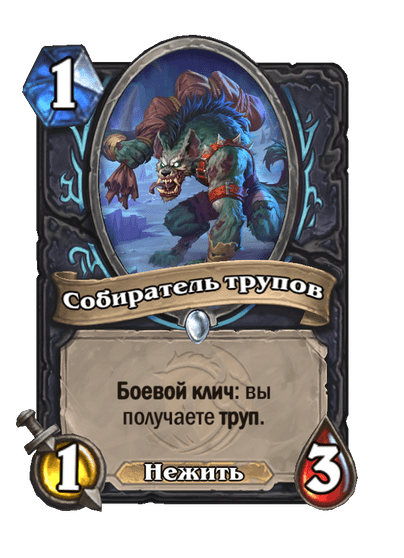 1
Собиратель трупов
Боевой клич: вы
получаете труп.
1
Нежить
3